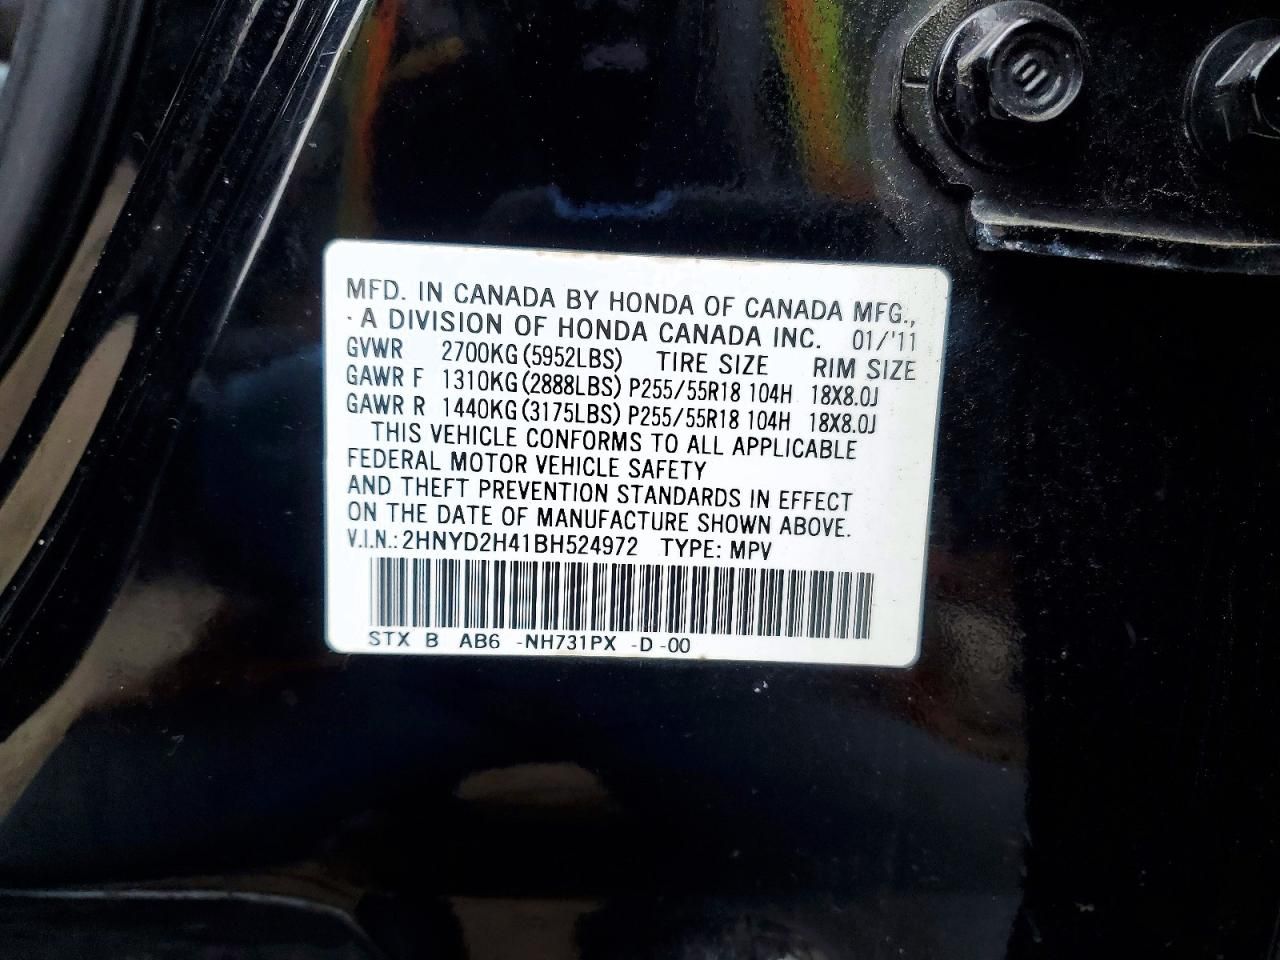 MFD. IN CANADA BY HONDA OF CANADA MFG.,
- A DIVISION OF HONDA CANADA INC. 01/'11
GVWR 2700KG (5952LBS) TIRE SIZE RIM SIZE
GAWR F 1310KG (2888LBS) P255/55R18 104H 18X8.0J
GAWR R 1440KG (3175LBS) P255/55R18 104H 18X8.0J
THIS VEHICLE CONFORMS TO ALL APPLICABLE
FEDERAL MOTOR VEHICLE SAFETY
AND THEFT PREVENTION STANDARDS IN EFFECT
ON THE DATE OF MANUFACTURE SHOWN ABOVE.
V.I.N.: 2HNYD2H41BH524972 TYPE: MPV
STX B AB6 -NH731PX -D -00